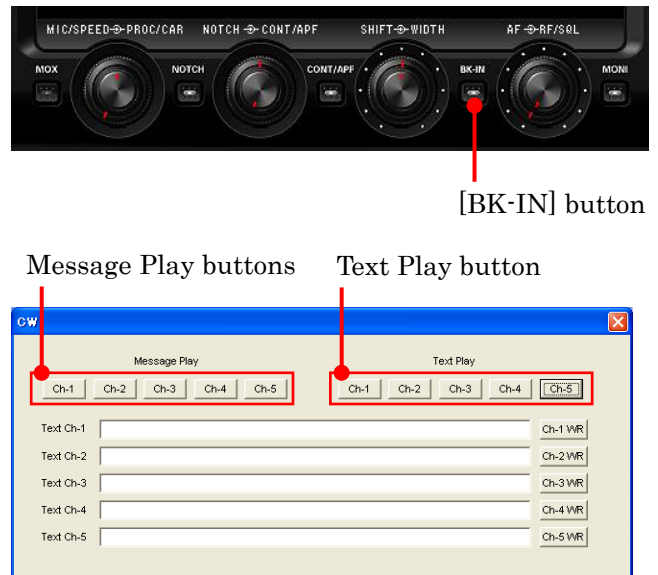 MIC/SPEED-⊕-PROC/CAR NOTCH-⊕-CONT/APF SHIFT-⊕-WIDTH AF-⊕-RF/SQL
MOX NOTCH CONT/APF BK-IN MONI
[BK-IN] button
Message Play buttons Text Play button
CW
Message Play Text Play
Ch-1 Ch-2 Ch-3 Ch-4 Ch-5 Ch-1 Ch-2 Ch-3 Ch-4 Ch-5
Text Ch-1 Ch-1 WR
Text Ch-2 Ch-2 WR
Text Ch-3 Ch-3 WR
Text Ch-4 Ch-4 WR
Text Ch-5 Ch-5 WR